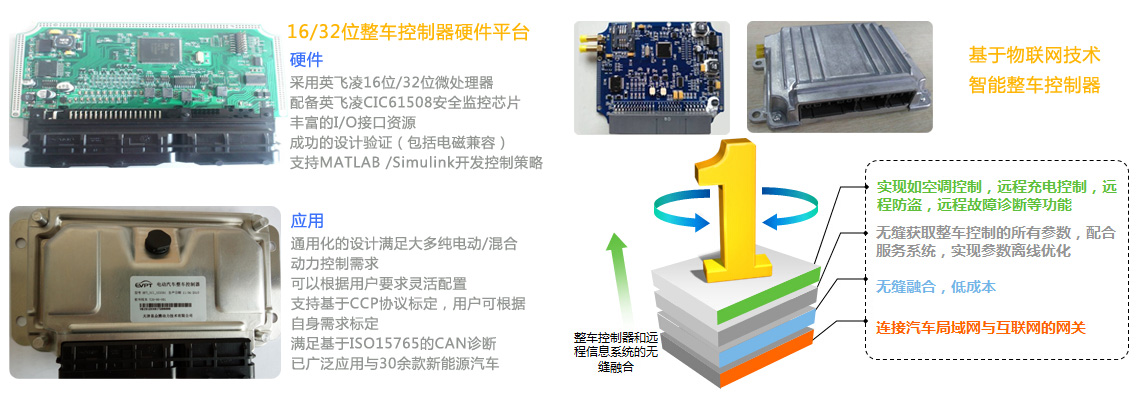 16/32位整车控制器硬件平台
硬件
采用英飞凌16位/32位微处理器
配备英飞凌CIC61508安全监控芯片
丰富的I/O接口资源
成功的设计验证（包括电磁兼容）
支持MATLAB /Simulink开发控制策略
EVPT 电动汽车整车控制器
应用
通用化的设计满足大多纯电动/混合
动力控制需求
可以根据用户要求灵活配置
支持基于CCP协议标定，用户可根据
自身需求标定
满足基于ISO15765的CAN诊断
已广泛应用与30余款新能源汽车
基于物联网技术
智能整车控制器
1
实现如空调控制，远程充电控制，远
程防盗，远程故障诊断等功能
无缝获取整车控制的所有参数，配合
服务系统，实现参数离线优化
无缝融合，低成本
连接汽车局域网与互联网的网关
整车控制器和远
程信息系统的无
缝融合